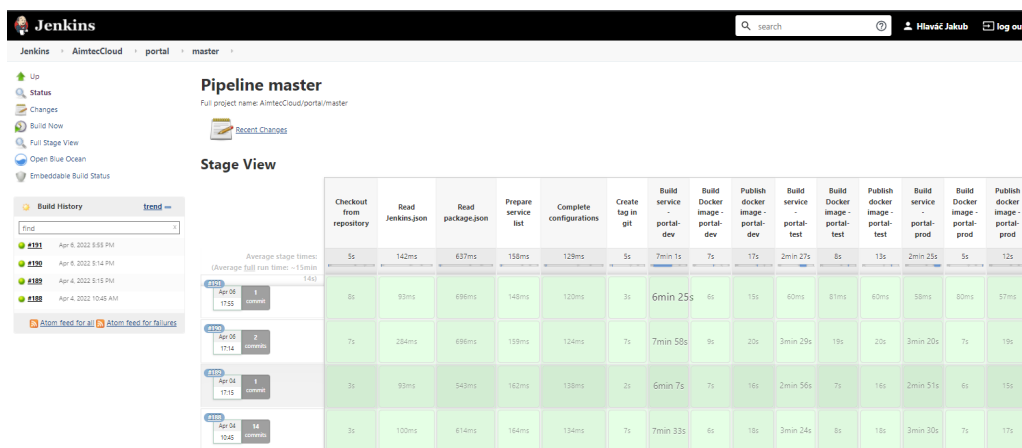 Jenkins
search
Hlaváč Jakub
log ou
Jenkins
AimtecCloud
portal
master
Up
Status
Changes
Build Now
Full Stage View
Open Blue Ocean
Embeddable Build Status
Build History
trend
find
x
#191 Apr 6, 2022 5:55 PM
#190 Apr 6, 2022 3:14 PM
#189 Apr 4, 2022 5:15 PM
#188 Apr 4, 2022 10:45 AM
Atom feed for all
Atom feed for failures
Pipeline master
Full project name: AimtecCloud/portal/master
Recent Changes
Stage View
Checkout from repository
Read Jenkins.json
Read package.json
Prepare service list
Complete configurations
Create tag in git
Build service - portal-dev
Build Docker image - portal-dev
Publish docker image - portal-dev
Build service - portal-test
Build Docker image - portal-test
Publish docker image - portal-test
Build service - portal-prod
Build Docker image - portal-prod
Publish docker image - portal-prod
Average stage times:
(Average full run time: ~15min
14s)
5s 142ms 637ms 158ms 129ms 5s 7min 1s 7s 17s 2min 27s 8s 13s 2min 25s 5s 12s
#191
Apr 06
17:55
1
commit
8s 93ms 696ms 148ms 120ms 3s 6min 25s 6s 15s 60ms 81ms 60ms 58ms 80ms 57ms
#190
Apr 06
17:14
2
commits
7s 284ms 696ms 159ms 124ms 7s 7min 58s 9s 20s 3min 29s 19s 20s 3min 20s 7s 19s
#189
Apr 04
17:15
1
commit
3s 93ms 543ms 162ms 138ms 2s 6min 7s 7s 16s 2min 56s 7s 16s 2min 51s 6s 15s
#188
Apr 04
10:45
14
commits
3s 100ms 614ms 164ms 134ms 7s 7min 33s 6s 18s 3min 24s 8s 18s 3min 30s 7s 17s